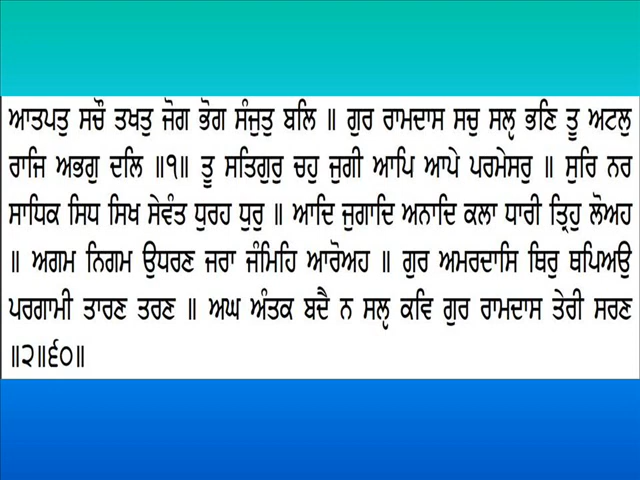 ਆਤਪਤੁ ਸਚੌ ਤਖਤੁ ਜੋਗ ਭੋਗ ਸੰਜੁਤੁ ਬਲਿ ॥ ਗੁਰ ਰਾਮਦਾਸ ਸਚੁ ਸਲ੍ਯ੍ਯ ਭਣਿ ਤੂ ਅਟਲੁ
ਰਾਜਿ ਅਭਗੁ ਦਲਿ ॥੧॥ ਤੂ ਸਤਿਗੁਰੁ ਚਹੁ ਜੁਗੀ ਆਪਿ ਆਪੇ ਪਰਮੇਸਰੁ ॥ ਸੁਰਿ ਨਰ
ਸਾਧਿਕ ਸਿਧ ਸਿਖ ਸੇਵੰਤ ਧੁਰਹ ਧੁਰੁ ॥ ਆਦਿ ਜੁਗਾਦਿ ਅਨਾਦਿ ਕਲਾ ਧਾਰੀ ਤ੍ਰਿਹੁ ਲੋਅਹ
॥ ਅਗਮ ਨਿਗਮ ਉਧਰਣ ਜਰਾ ਜੰਮਿਹਿ ਆਰੋਅਹ ॥ ਗੁਰ ਅਮਰਦਾਸਿ ਥਿਰੁ ਥਪਿਅਉ
ਪਰਗਾਮੀ ਤਾਰਣ ਤਰਣ ॥ ਅਘ ਅੰਤਕ ਬਦੈ ਨ ਸਲ੍ਯ੍ਯ ਕਵਿ ਗੁਰ ਰਾਮਦਾਸ ਤੇਰੀ ਸਰਣ
॥੨॥੬੦॥